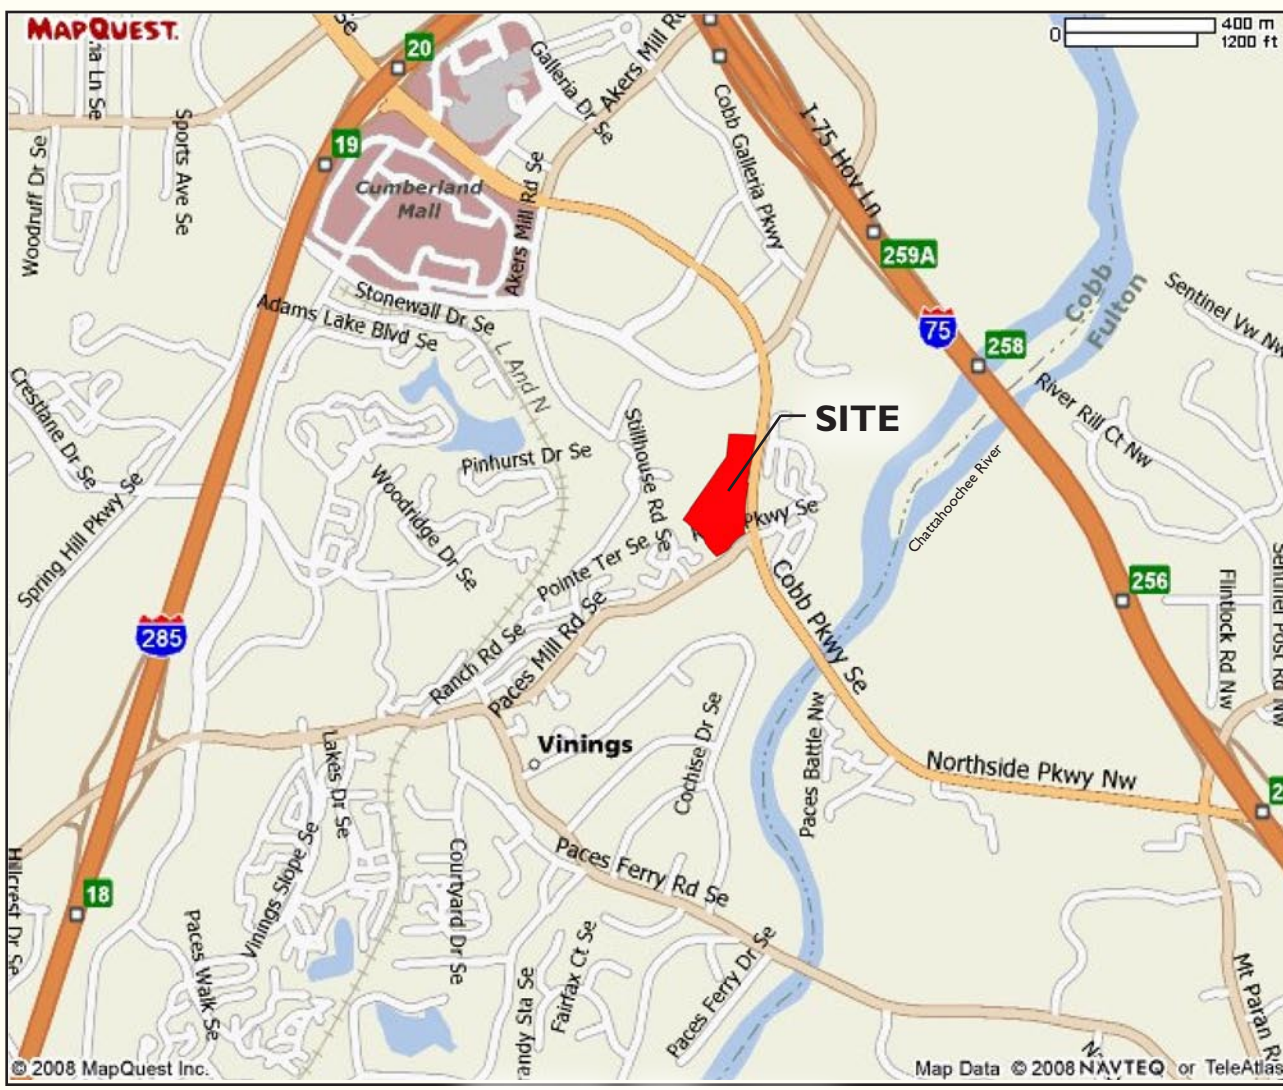 MAPQUEST.
400 m
0
1200 ft
20
Galleria Dr Se
Akers Mill Rd
Sports Ave Se
Woodruff Dr Se
19
Cumberland
Mall
Akers Mill Rd Se
Cobb Galleria Pkwy
I-75 Hov Ln
259A
Cobb
Fulton
Sentinel Vw Nw
Stonewall Dr Se
Adams Lake Blvd Se
L And N
75
258
River Rill Ct Nw
Crestlane Dr Se
Stillhouse Rd Se
SITE
Pinhurst Dr Se
Woodridge Dr Se
Chattahoochee River
Pkwy Se
Spring Hill Pkwy Se
Pointe Ter Se
Cobb Pkwy Se
256
Flintlock Rd Nw
Sentinel Post Rd Nw
285
Ranch Rd Se
Paces Mill Rd Se
Vinings
Cochise Dr Se
Paces Battle Nw
Northside Pkwy Nw
Lakes Dr Se
Vinings Slope Se
Courtyard Dr Se
Paces Ferry Rd Se
Hillcrest Dr Se
18
Paces Walk Se
Fairfax Ct Se
Paces Ferry Dr Se
Mt Paran R
© 2008 MapQuest Inc.
Map Data © 2008 NAVTEQ or TeleAtlas